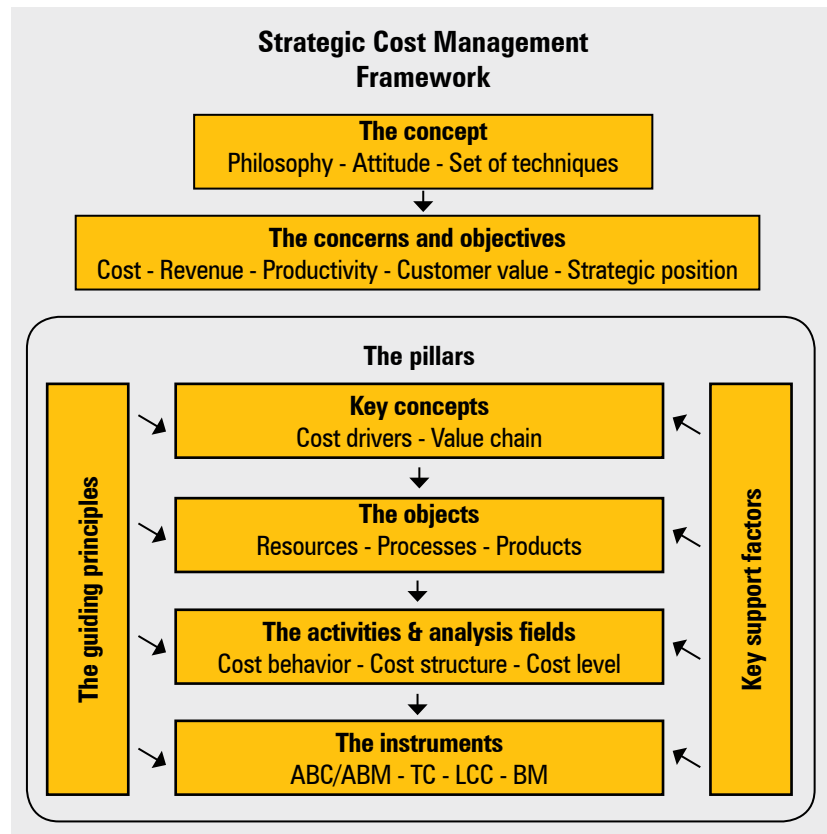 Strategic Cost Management
Framework
The concept
Philosophy - Attitude - Set of techniques
The concerns and objectives
Cost - Revenue - Productivity - Customer value - Strategic position
The pillars
The guiding principles
Key concepts
Cost drivers - Value chain
The objects
Resources - Processes - Products
The activities & analysis fields
Cost behavior - Cost structure - Cost level
The instruments
ABC/ABM - TC - LCC - BM
Key support factors